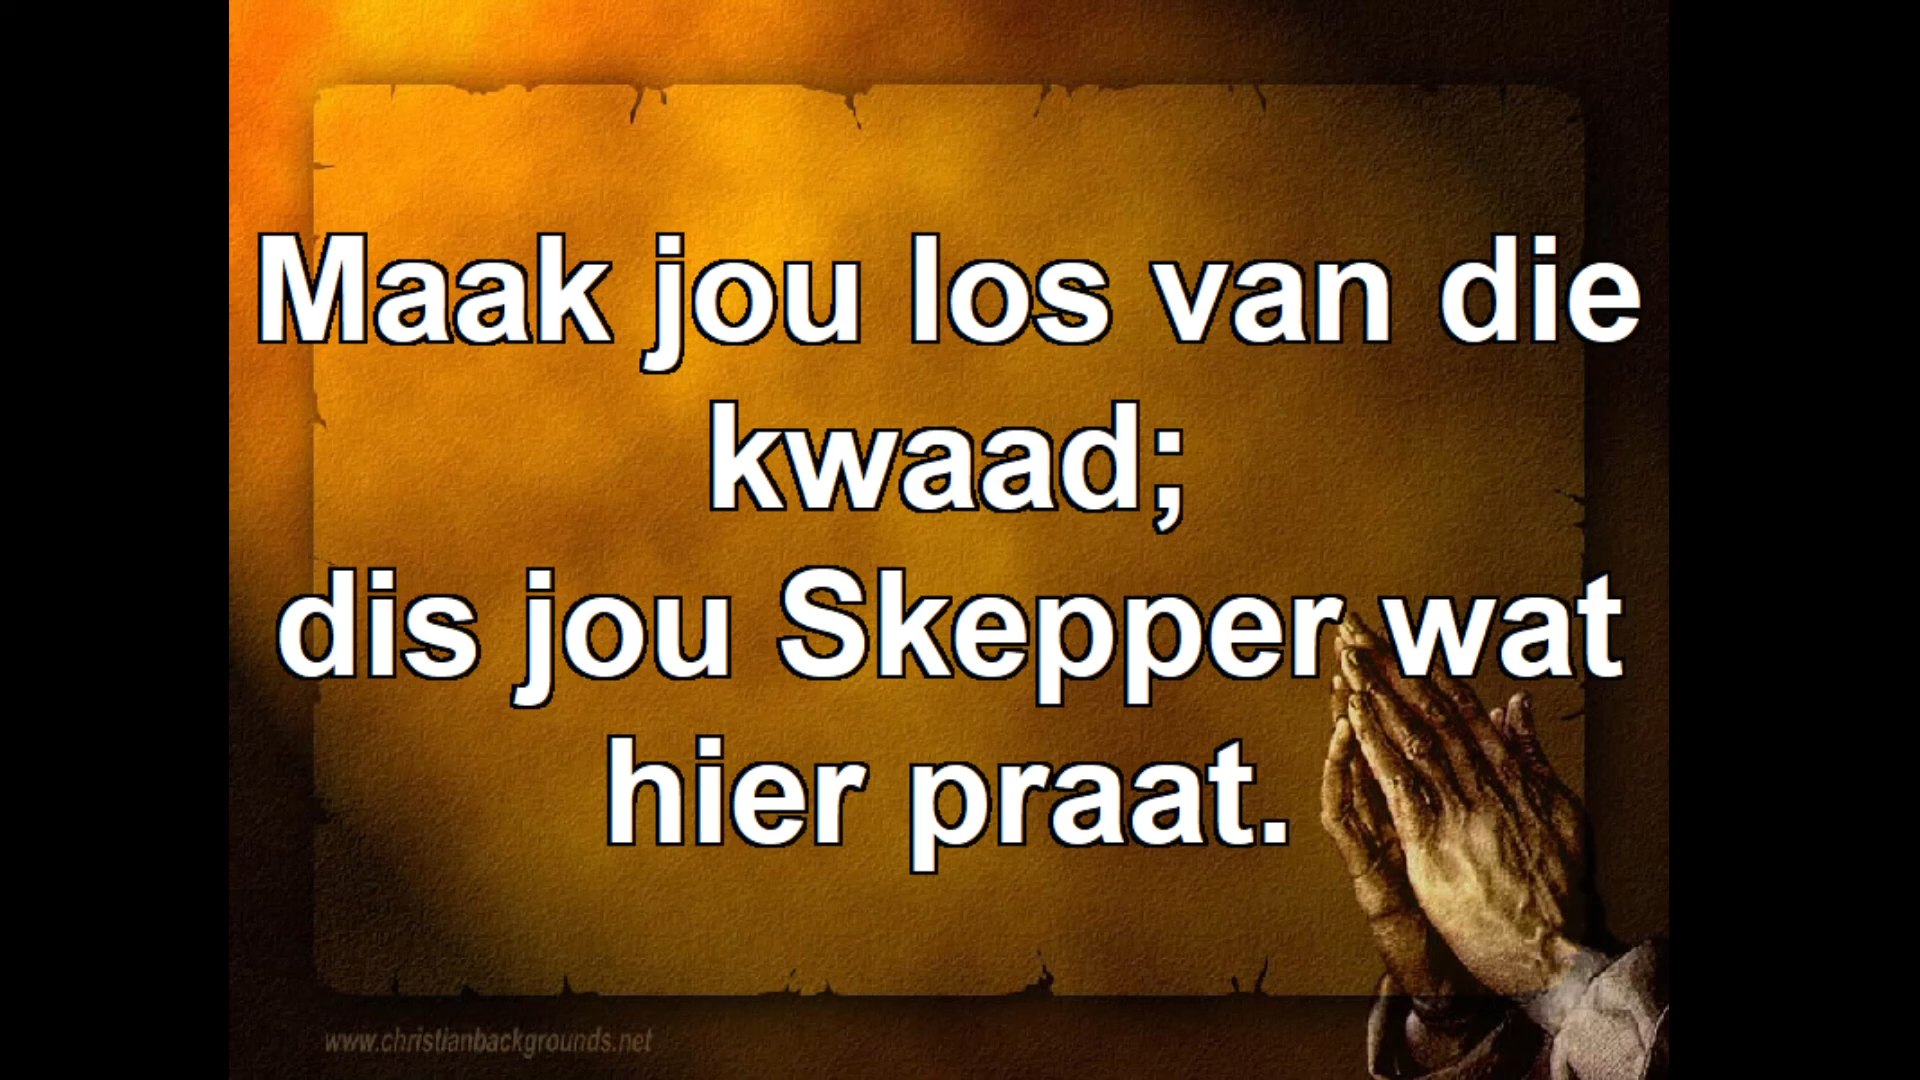 Maak jou los van die
kwaad;
dis jou Skepper wat
hier praat.
www.christianbackgrounds.net